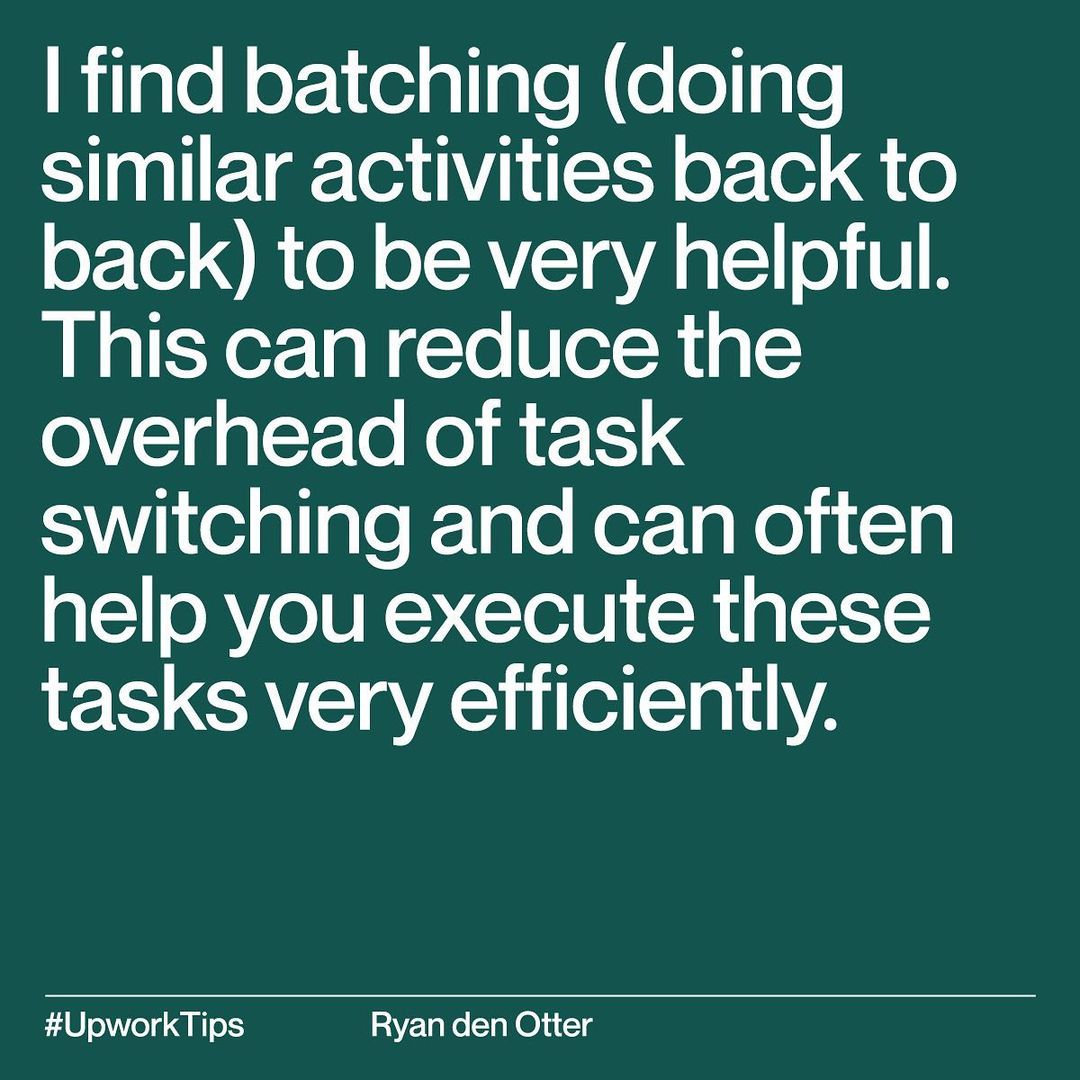 I find batching (doing
similar activities back to
back) to be very helpful.
This can reduce the
overhead of task
switching and can often
help you execute these
tasks very efficiently.
#UpworkTips
Ryan den Otter